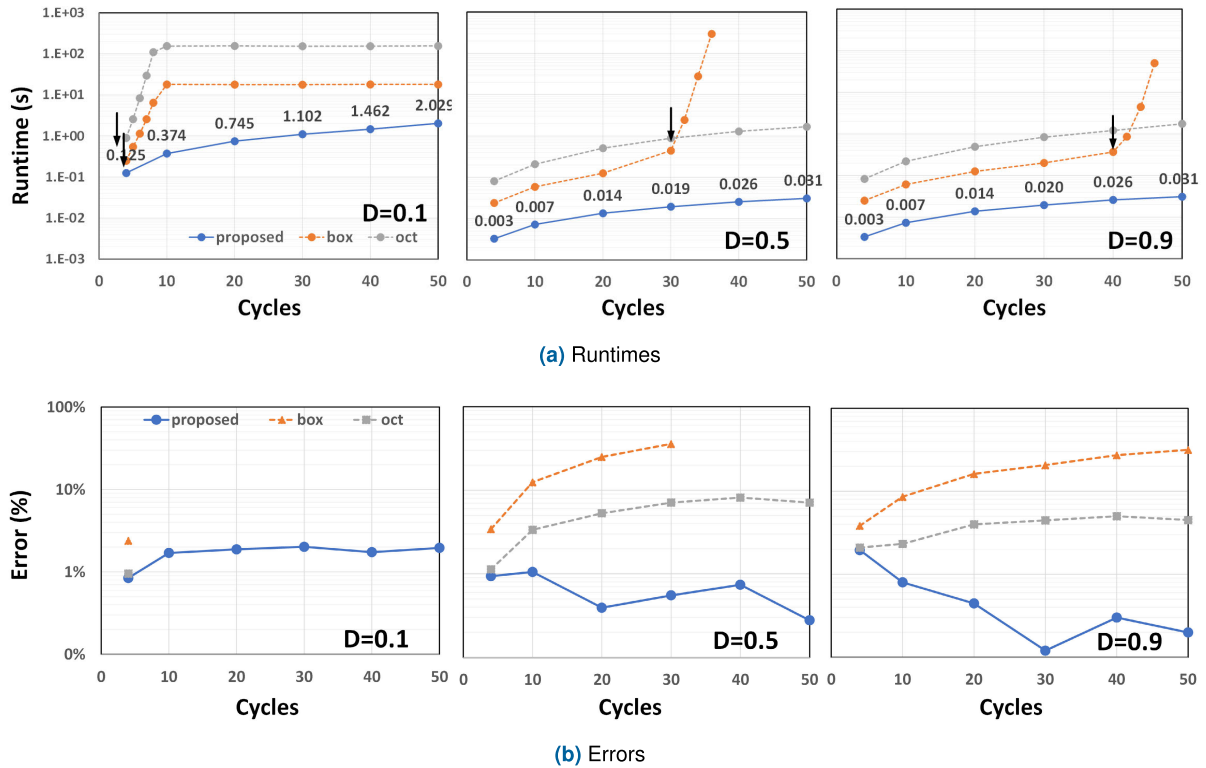 1.E+03
1.E+02
1.E+01
1.E+00
1.E-01
1.E-02
1.E-03
Runtime (s)
0.125
0.374
0.745
1.102
1.462
2.029
D=0.1
proposed box oct
0 10 20 30 40 50
Cycles
0.003
0.007
0.014
0.019
0.026
0.031
D=0.5
0 10 20 30 40 50
Cycles
0.003
0.007
0.014
0.020
0.026
0.031
D=0.9
0 10 20 30 40 50
Cycles
(a) Runtimes
100%
10%
1%
0%
Error (%)
proposed box oct
D=0.1
0 10 20 30 40 50
Cycles
D=0.5
0 10 20 30 40 50
Cycles
D=0.9
0 10 20 30 40 50
Cycles
(b) Errors